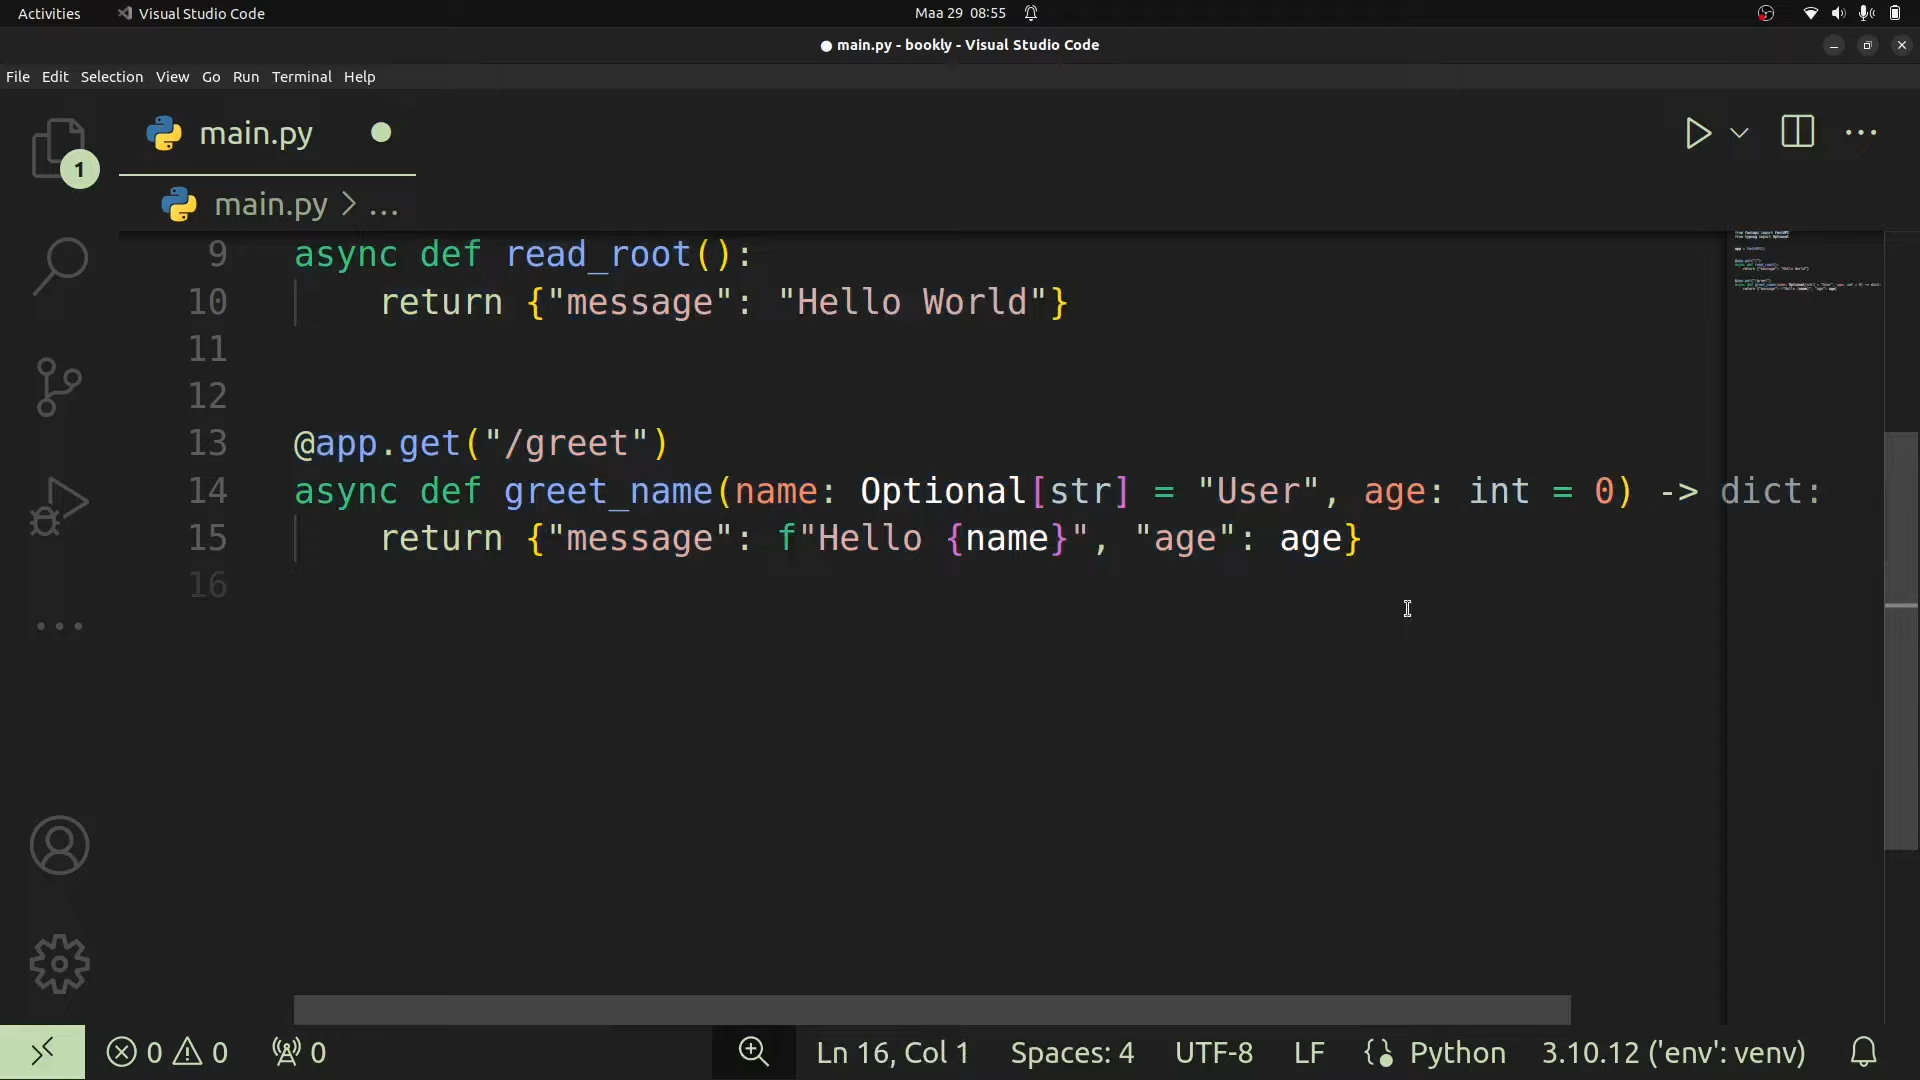 Activities Visual Studio Code Maa 29 08:55
● main.py - bookly - Visual Studio Code
File Edit Selection View Go Run Terminal Help
main.py
1
main.py > ...
9 async def read_root():
10 return {"message": "Hello World"}
11
12
13 @app.get("/greet")
14 async def greet_name(name: Optional[str] = "User", age: int = 0) -> dict:
15 return {"message": f"Hello {name}", "age": age}
16
0 0 0 Ln 16, Col 1 Spaces: 4 UTF-8 LF Python 3.10.12 ('env': venv)